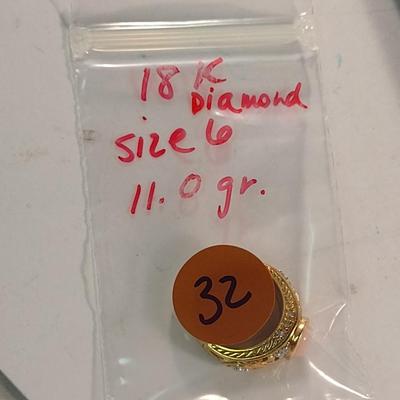 18K
Diamond
size 6
11.0 gr.
32